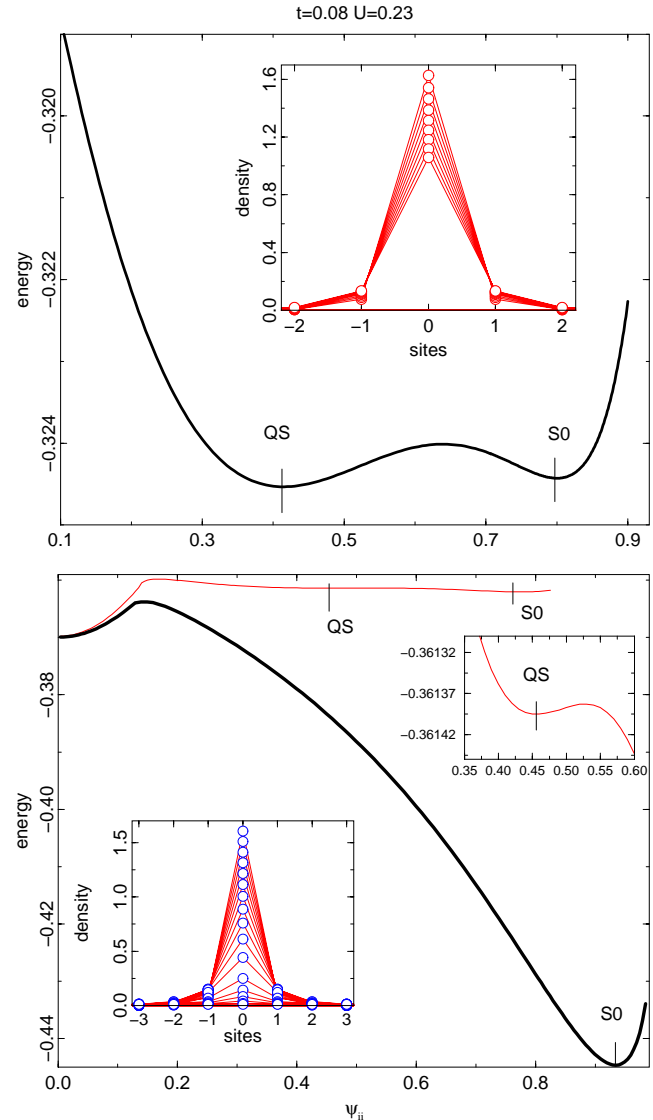 t=0.08 U=0.23
energy
−0.320
−0.322
−0.324
density
1.6
1.2
0.8
0.4
0.0
−2 −1 0 1 2
sites
QS
S0
0.1 0.3 0.5 0.7 0.9
energy
−0.38
−0.40
−0.42
−0.44
QS
S0
−0.36132
−0.36137
−0.36142
QS
0.35 0.40 0.45 0.50 0.55 0.60
density
1.5
1.0
0.5
0.0
−3 −2 −1 0 1 2 3
sites
S0
0.0 0.2 0.4 0.6 0.8
ψii